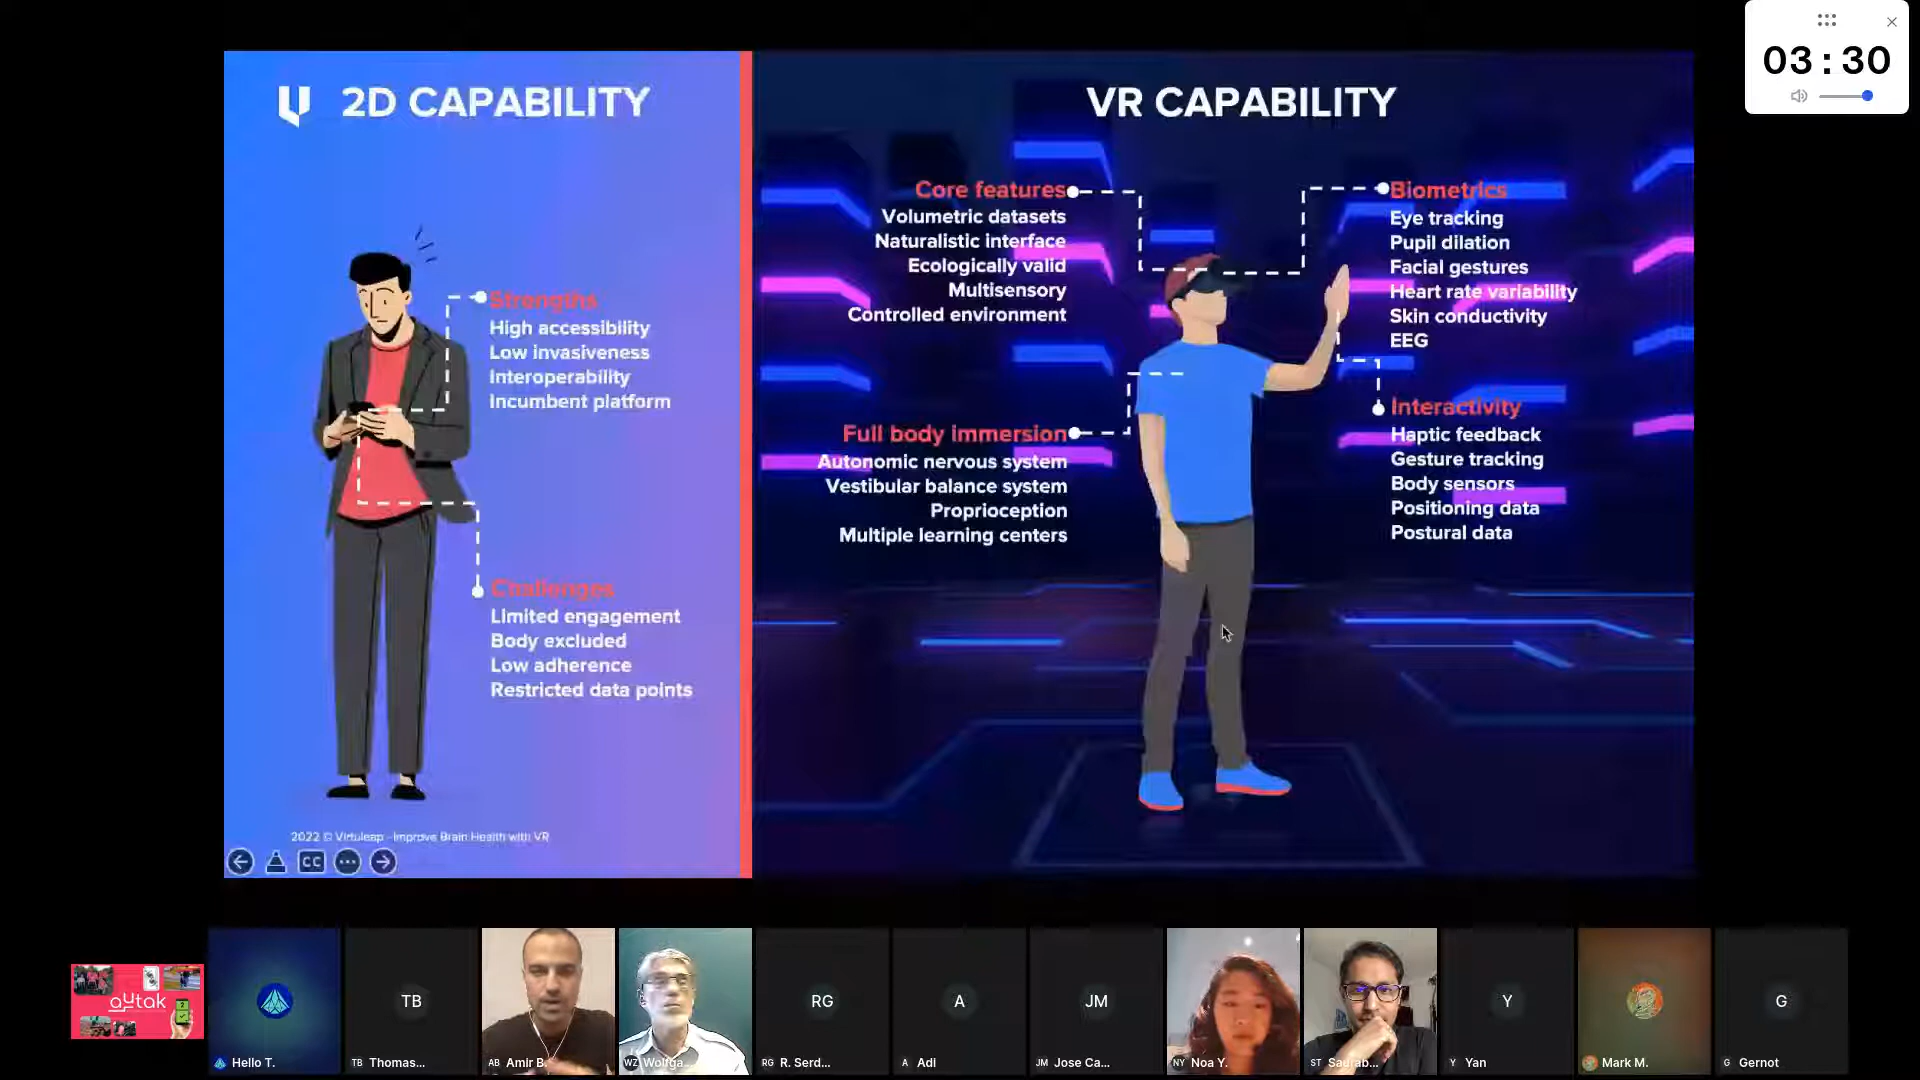 03:30
2D CAPABILITY
Strengths
High accessibility
Low invasiveness
Interoperability
Incumbent platform
Challenges
Limited engagement
Body excluded
Low adherence
Restricted data points
2022 © Virtuleap - Improve Brain Health with VR
CC
VR CAPABILITY
Core features
Volumetric datasets
Naturalistic interface
Ecologically valid
Multisensory
Controlled environment
Full body immersion
Autonomic nervous system
Vestibular balance system
Proprioception
Multiple learning centers
Biometrics
Eye tracking
Pupil dilation
Facial gestures
Heart rate variability
Skin conductivity
EEG
Interactivity
Haptic feedback
Gesture tracking
Body sensors
Positioning data
Postural data
aytak
Hello T.
TB
TB Thomas...
AB Amir B.
WZ Wolfga...
RG
RG R. Serd...
A
A Adi
JM
JM Jose Ca...
NY Noa Y.
ST Saurab...
Y
Y Yan
Mark M.
G
G Gernot